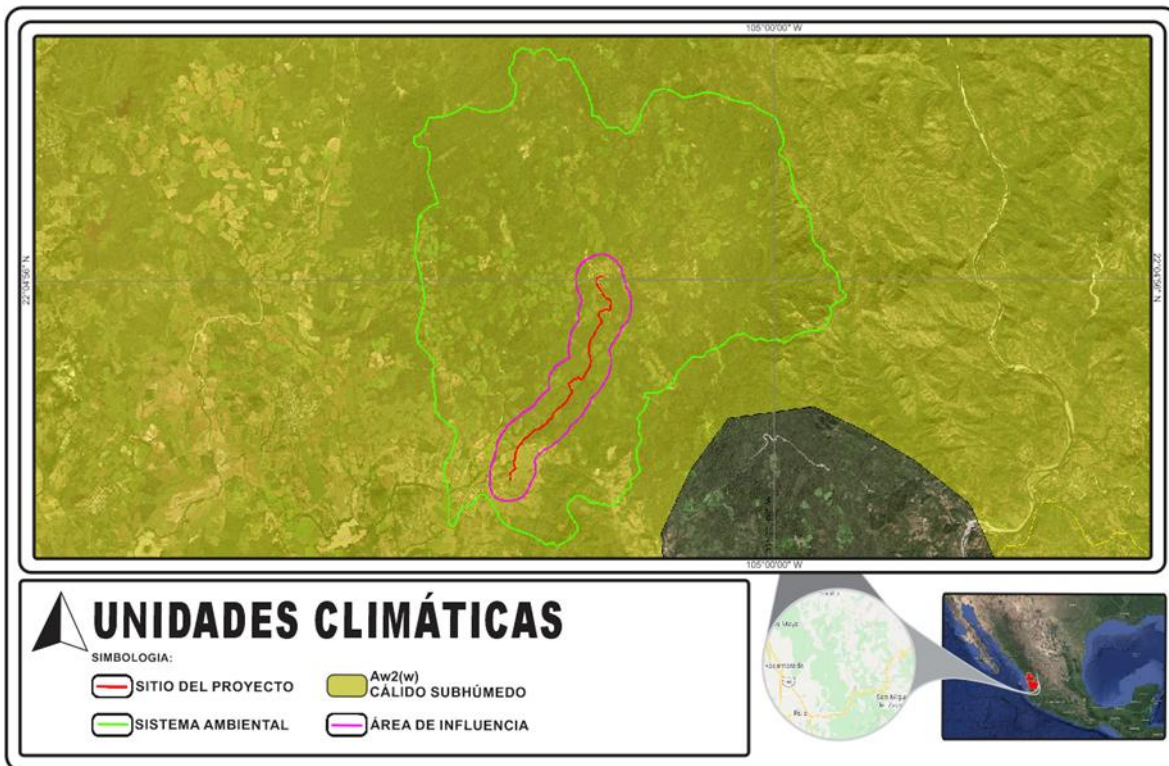 105°00'00" W
22°04'56" N
22°04'56" N
105°00'00" W
UNIDADES CLIMÁTICAS
SIMBOLOGIA:
SITIO DEL PROYECTO
Aw2(w)
CÁLIDO SUBHÚMEDO
SISTEMA AMBIENTAL
ÁREA DE INFLUENCIA